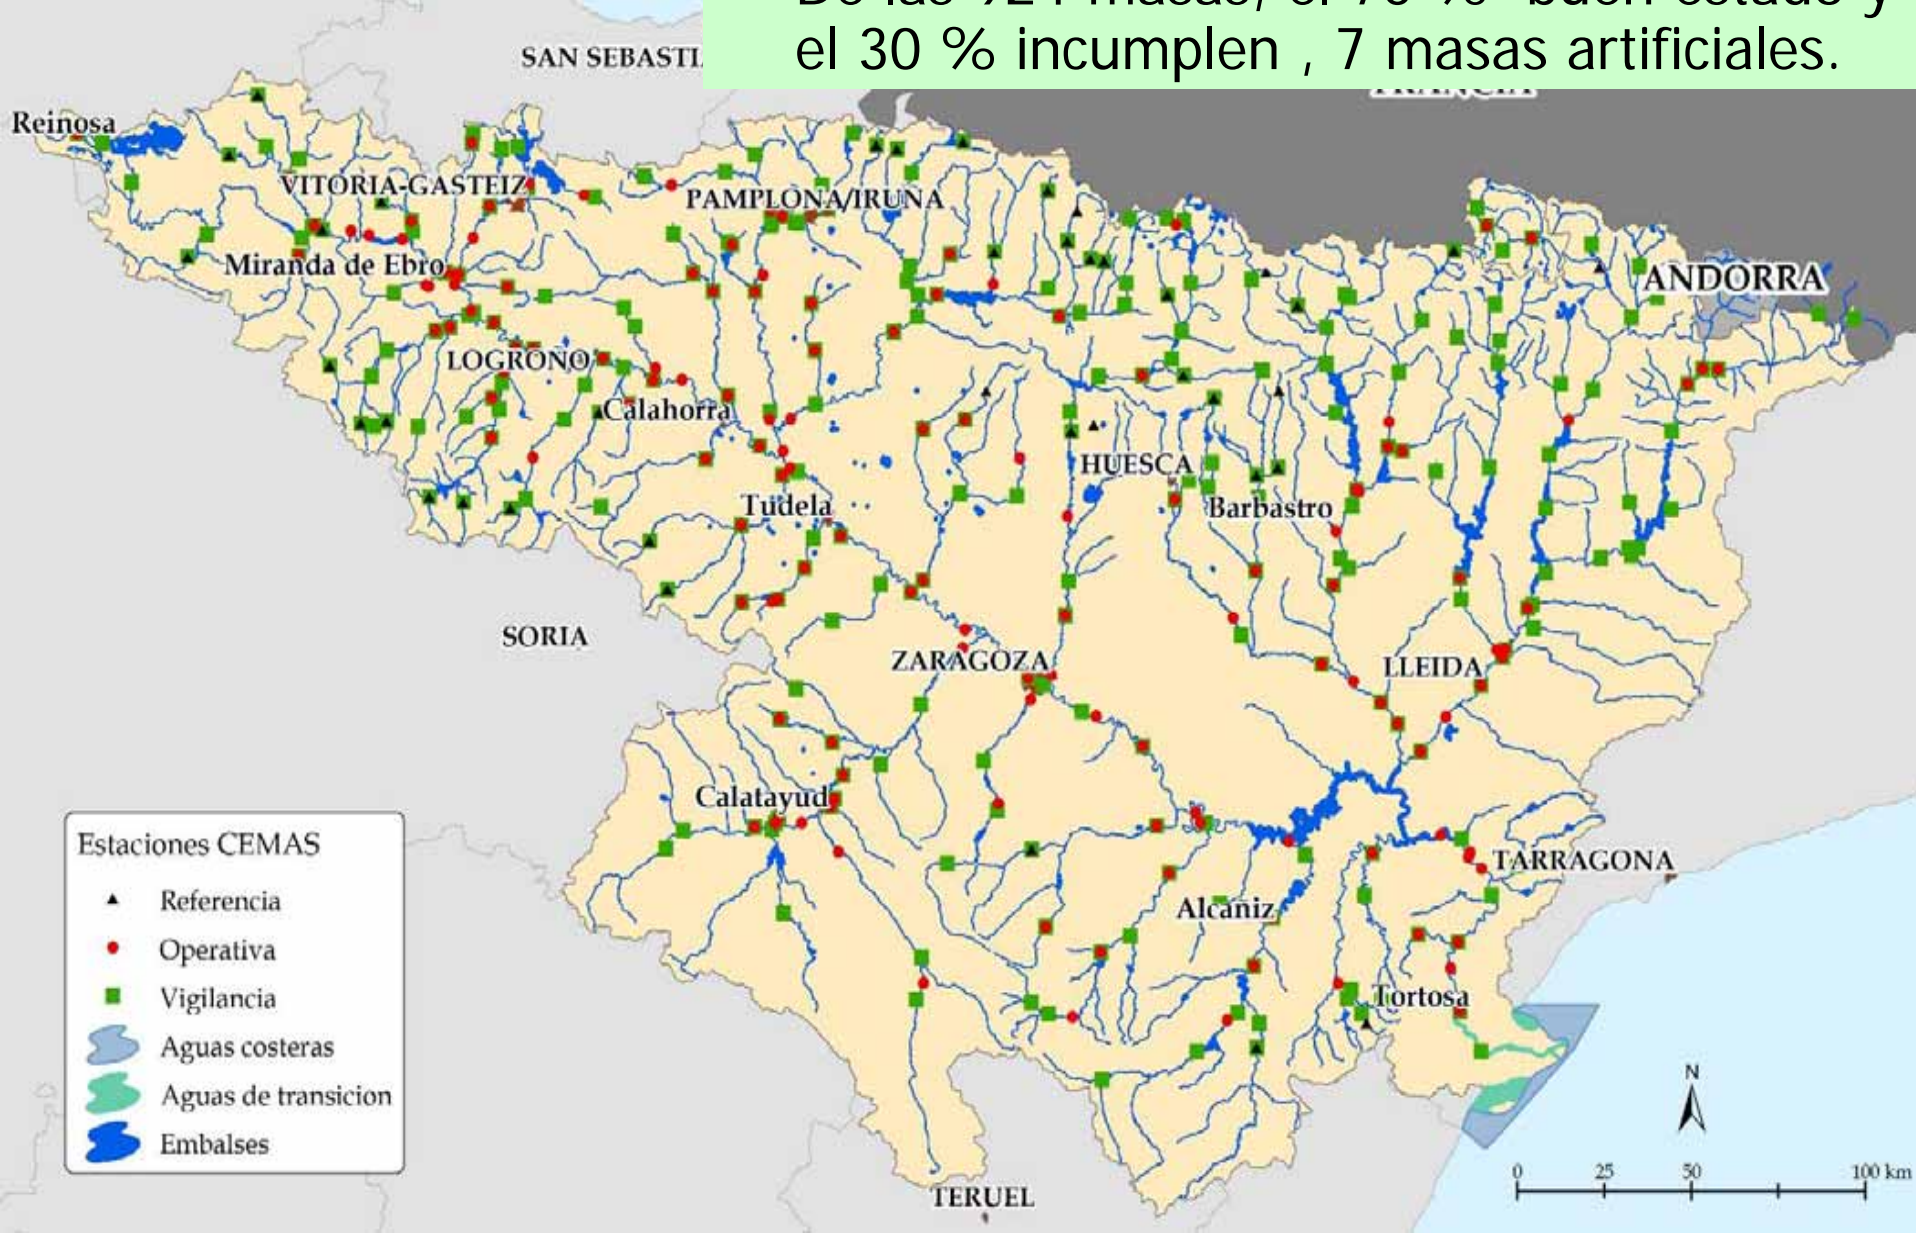 el 30 % incumplen , 7 masas artificiales.
SAN SEBASTI
FRANCIA
Reinosa
VITORIA-GASTEIZ
PAMPLONA/IRUÑA
Miranda de Ebro
ANDORRA
LOGROÑO
Calahorra
HUESCA
Barbastro
Tudela
SORIA
ZARAGOZA
LLEIDA
Calatayud
TARRAGONA
Alcañiz
Tortosa
TERUEL
Estaciones CEMAS
Referencia
Operativa
Vigilancia
Aguas costeras
Aguas de transicion
Embalses
N
0 25 50 100 km